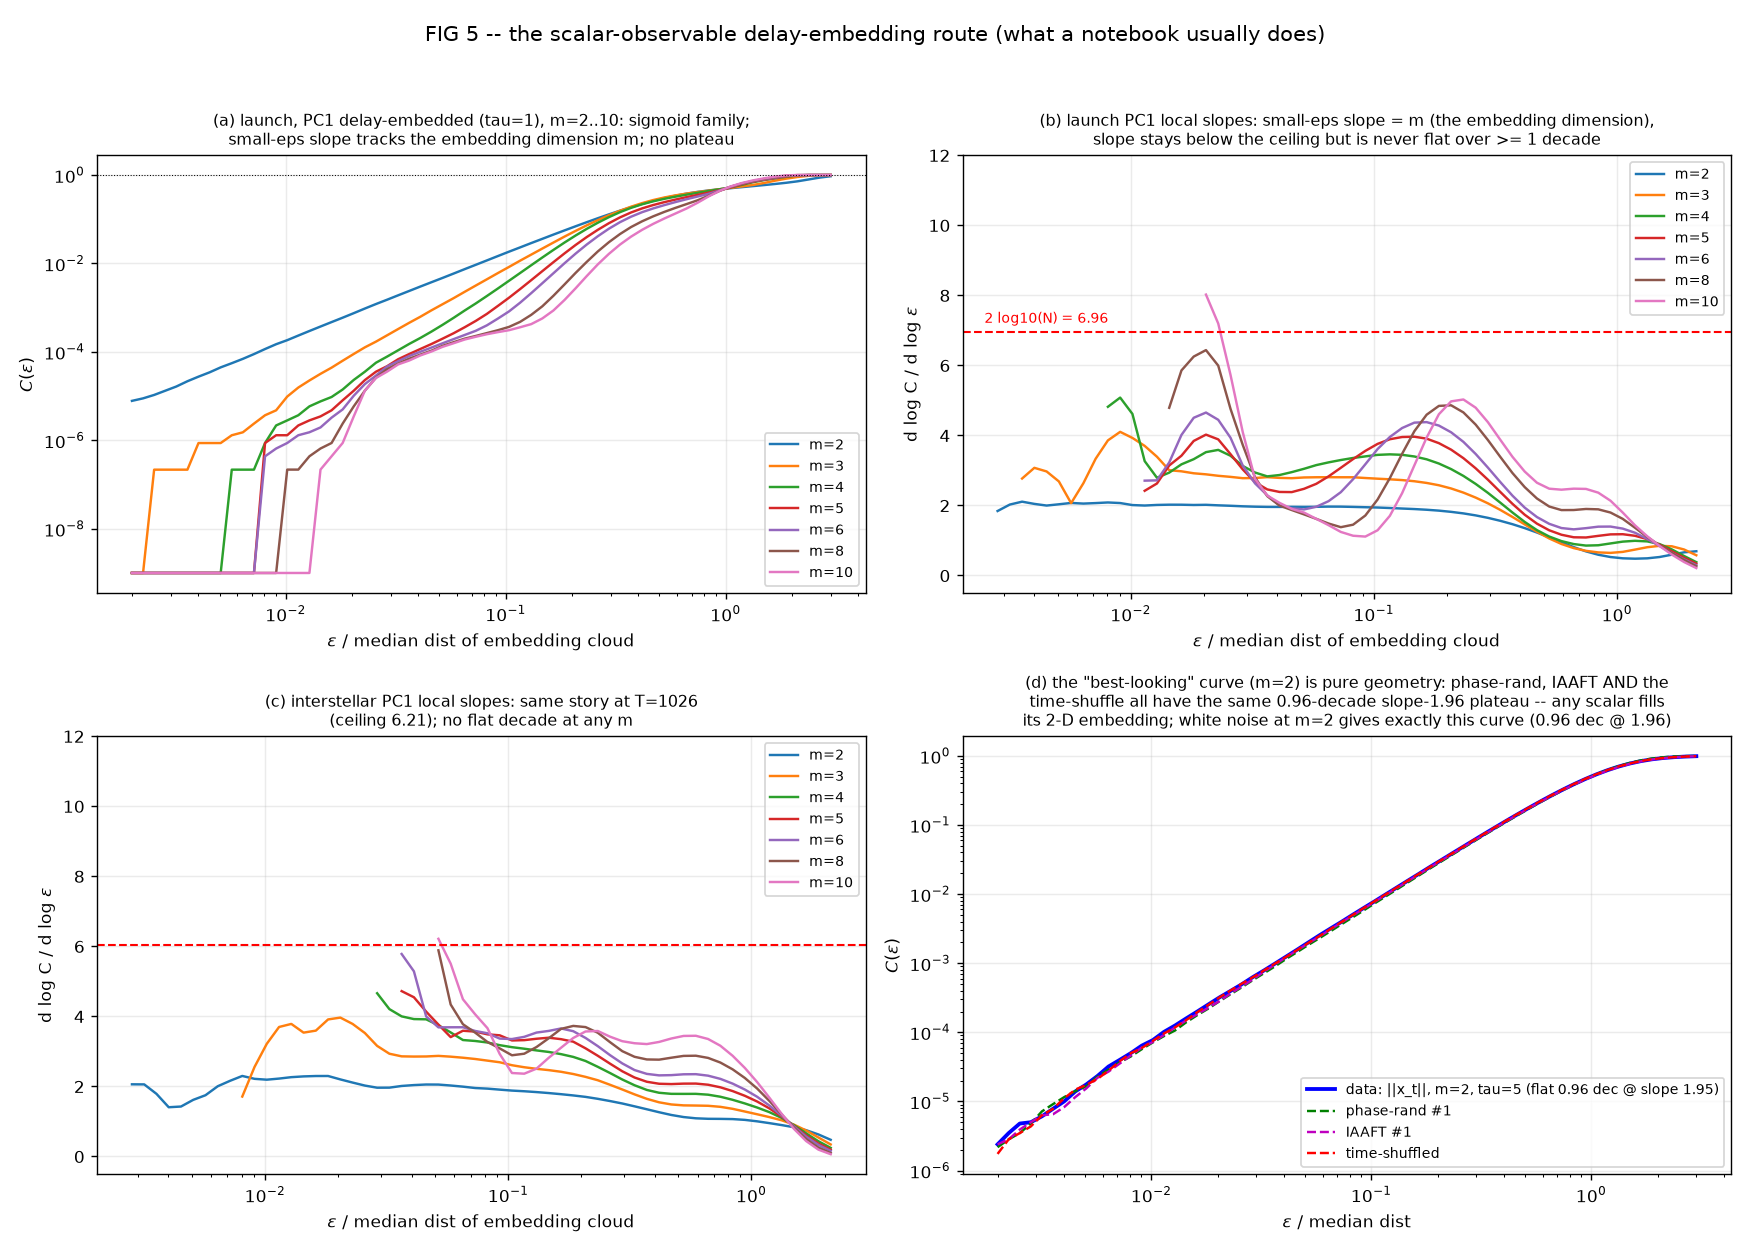 FIG 5 -- the scalar-observable delay-embedding route (what a notebook usually does)
(a) launch, PC1 delay-embedded (tau=1), m=2..10: sigmoid family;
small-eps slope tracks the embedding dimension m; no plateau
10⁰
10⁻²
10⁻⁴
10⁻⁶
10⁻⁸
C(ε)
m=2
m=3
m=4
m=5
m=6
m=8
m=10
10⁻²
10⁻¹
10⁰
ε / median dist of embedding cloud
(b) launch PC1 local slopes: small-eps slope = m (the embedding dimension),
slope stays below the ceiling but is never flat over >= 1 decade
12
10
8
6
4
2
0
d log C / d log ε
2 log10(N) = 6.96
m=2
m=3
m=4
m=5
m=6
m=8
m=10
10⁻²
10⁻¹
10⁰
ε / median dist of embedding cloud
(c) interstellar PC1 local slopes: same story at T=1026
(ceiling 6.21); no flat decade at any m
12
10
8
6
4
2
0
d log C / d log ε
m=2
m=3
m=4
m=5
m=6
m=8
m=10
10⁻²
10⁻¹
10⁰
ε / median dist of embedding cloud
(d) the "best-looking" curve (m=2) is pure geometry: phase-rand, IAAFT AND the
time-shuffle all have the same 0.96-decade slope-1.96 plateau -- any scalar fills
its 2-D embedding; white noise at m=2 gives exactly this curve (0.96 dec @ 1.96)
10⁰
10⁻¹
10⁻²
10⁻³
10⁻⁴
10⁻⁵
10⁻⁶
C(ε)
data: ||x_t||, m=2, tau=5 (flat 0.96 dec @ slope 1.95)
phase-rand #1
IAAFT #1
time-shuffled
10⁻²
10⁻¹
10⁰
ε / median dist